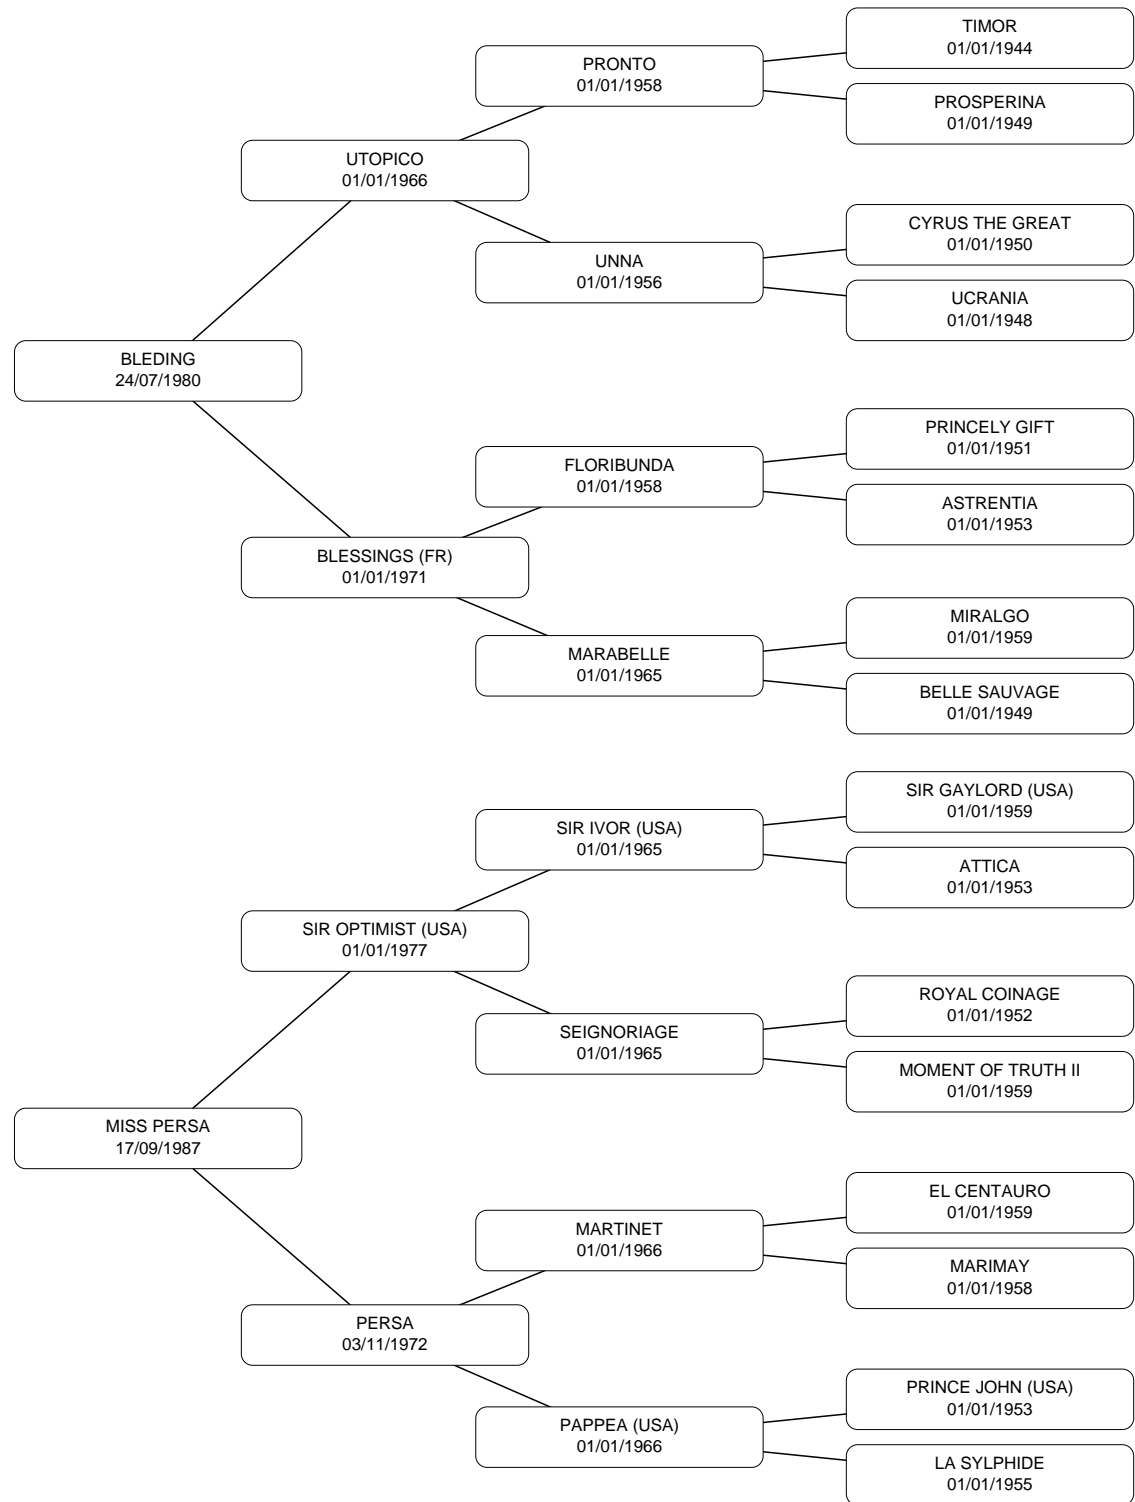 TIMOR
01/01/1944
PRONTO
01/01/1958
PROSPERINA
01/01/1949
UTOPICO
01/01/1966
CYRUS THE GREAT
01/01/1950
UNNA
01/01/1956
UCRANIA
01/01/1948
BLEDING
24/07/1980
PRINCELY GIFT
01/01/1951
FLORIBUNDA
01/01/1958
ASTRENTIA
01/01/1953
BLESSINGS (FR)
01/01/1971
MIRALGO
01/01/1959
MARABELLE
01/01/1965
BELLE SAUVAGE
01/01/1949
SIR GAYLORD (USA)
01/01/1959
SIR IVOR (USA)
01/01/1965
ATTICA
01/01/1953
SIR OPTIMIST (USA)
01/01/1977
ROYAL COINAGE
01/01/1952
SEIGNORIAGE
01/01/1965
MOMENT OF TRUTH II
01/01/1959
MISS PERSA
17/09/1987
EL CENTAURO
01/01/1959
MARTINET
01/01/1966
MARIMAY
01/01/1958
PERSA
03/11/1972
PRINCE JOHN (USA)
01/01/1953
PAPPEA (USA)
01/01/1966
LA SYLPHIDE
01/01/1955